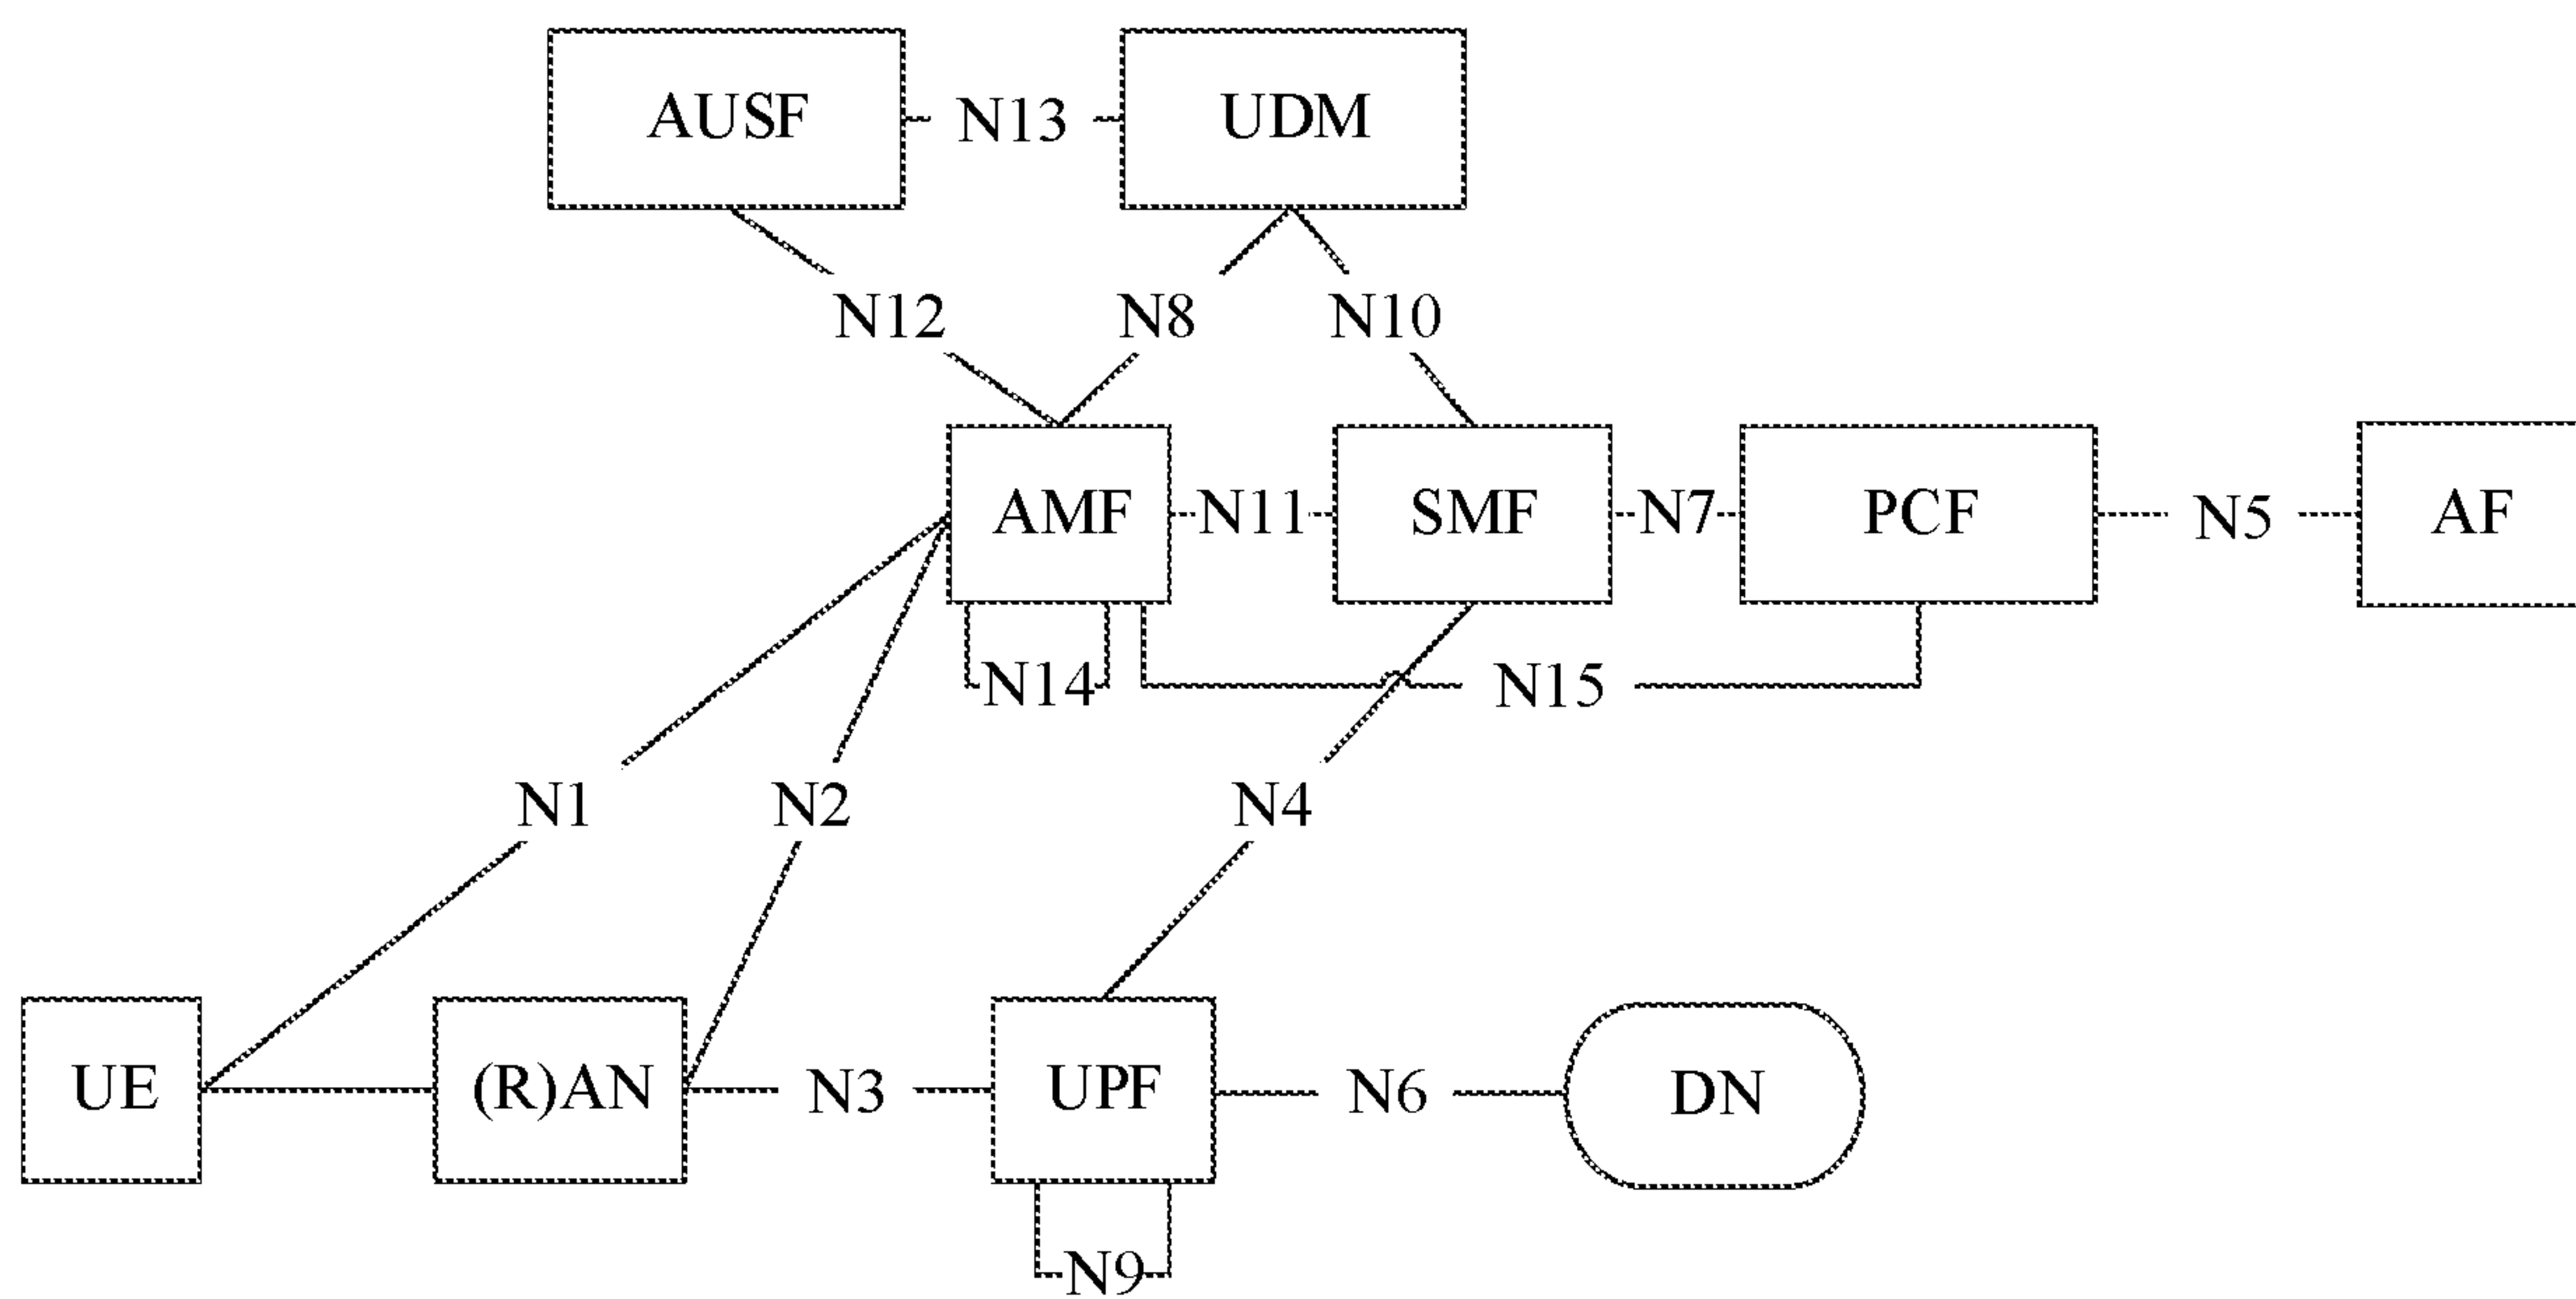 AUSF N13 UDM
N12 N8 N10
AMF N11 SMF N7 PCF N5 AF
N14 N15
N1 N2 N4
UE (R)AN N3 UPF N6 DN
N9